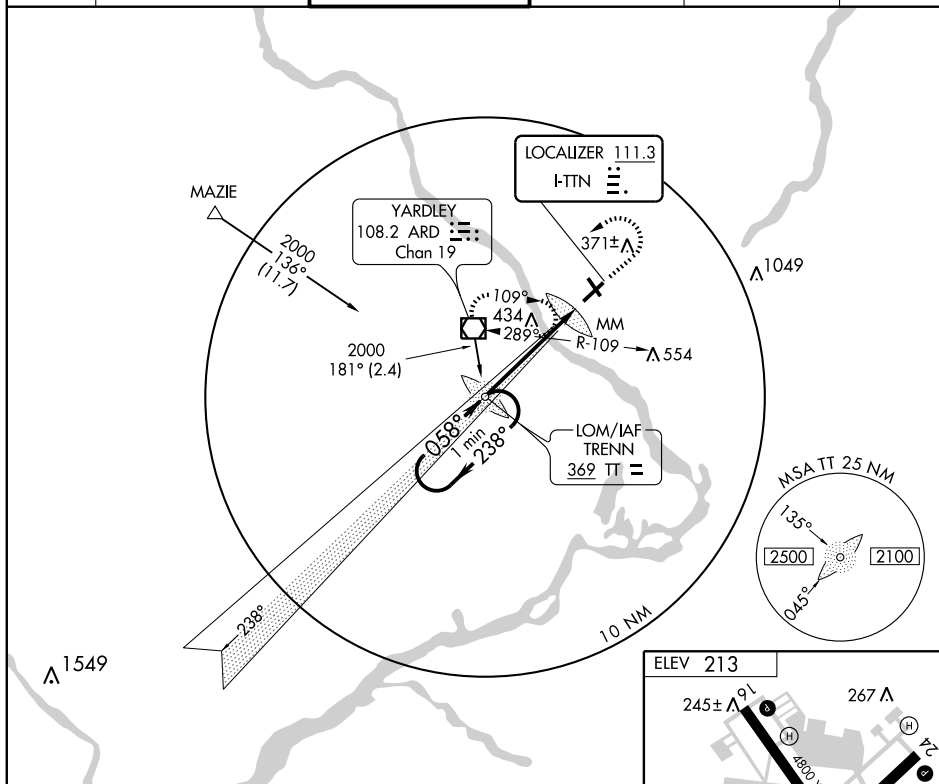 LOCALIZER 111.3
I-TTN
MAZIE
2000
136°
(11.7)
YARDLEY
108.2 ARD
Chan 19
371±
1049
109°
434
289°
MM
R-109
554
2000
181° (2.4)
058°
1 min
238°
LOM/IAF
TRENN
369 TT
MSA TT 25 NM
135°
2500
2100
045°
238°
10 NM
1549
ELEV 213
245±
16
P
H
267
H
24
P
4800